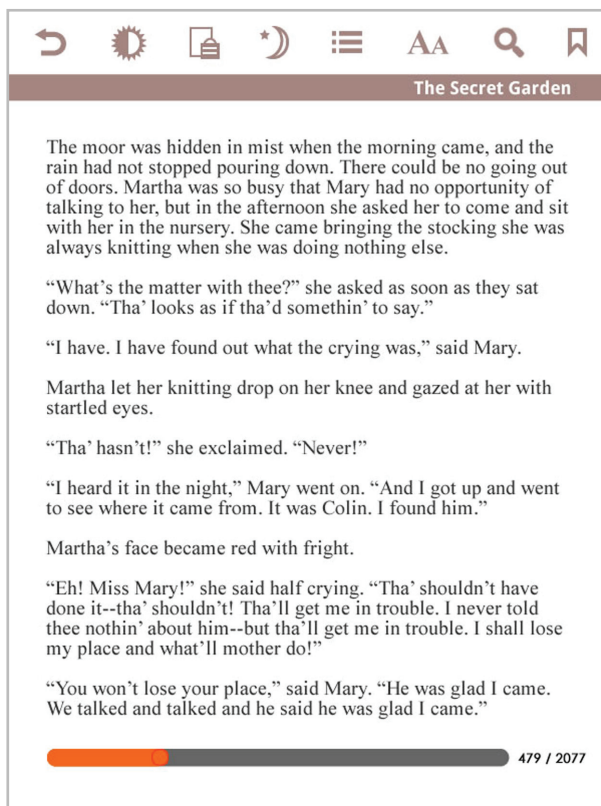 AA
The Secret Garden
The moor was hidden in mist when the morning came, and the
rain had not stopped pouring down. There could be no going out
of doors. Martha was so busy that Mary had no opportunity of
talking to her, but in the afternoon she asked her to come and sit
with her in the nursery. She came bringing the stocking she was
always knitting when she was doing nothing else.
“What’s the matter with thee?” she asked as soon as they sat
down. “Tha’ looks as if tha’d somethin’ to say.”
“I have. I have found out what the crying was,” said Mary.
Martha let her knitting drop on her knee and gazed at her with
startled eyes.
“Tha’ hasn’t!” she exclaimed. “Never!”
“I heard it in the night,” Mary went on. “And I got up and went
to see where it came from. It was Colin. I found him.”
Martha’s face became red with fright.
“Eh! Miss Mary!” she said half crying. “Tha’ shouldn’t have
done it--tha’ shouldn’t! Tha’ll get me in trouble. I never told
thee nothin’ about him--but tha’ll get me in trouble. I shall lose
my place and what’ll mother do!”
“You won’t lose your place,” said Mary. “He was glad I came.
We talked and talked and he said he was glad I came.”
479 / 2077